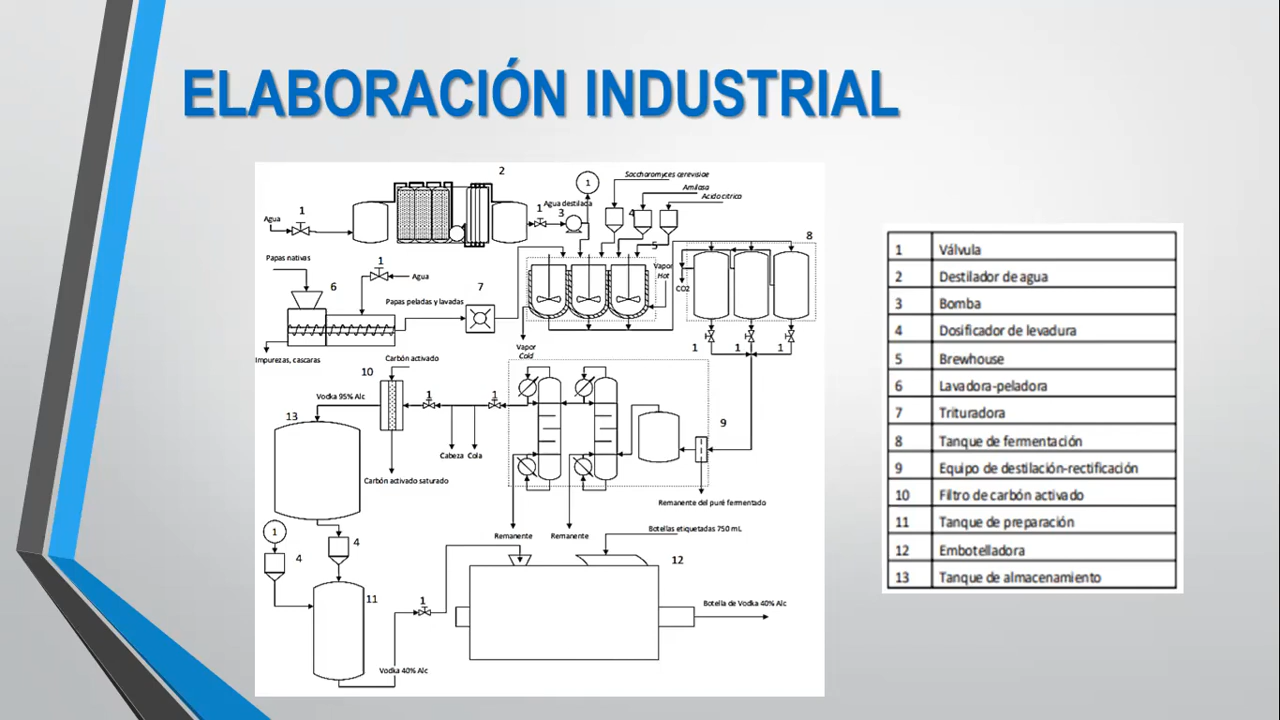 ELABORACIÓN INDUSTRIAL
2
1
Saccharomyces cerevisiae
Amilasa
Acido citrico
Agua
1
1
Agua destilada
3
4
5
8
Papas nativas
1
Agua
6
7
Papas peladas y lavadas
Vapor
Hot
CO2
Impurezas, cascaras
Vapor
Cold
1
1
1
Carbón activado
10
Vodka 95% Alc
1
1
13
9
Cabeza
Cola
Carbón activado saturado
Remanente del puré fermentado
Remanente
Remanente
Botellas etiquetadas 750 mL
1
4
4
12
11
1
Botella de Vodka 40% Alc
Vodka 40% Alc
1 Válvula
2 Destilador de agua
3 Bomba
4 Dosificador de levadura
5 Brewhouse
6 Lavadora-peladora
7 Trituradora
8 Tanque de fermentación
9 Equipo de destilación-rectificación
10 Filtro de carbón activado
11 Tanque de preparación
12 Embotelladora
13 Tanque de almacenamiento